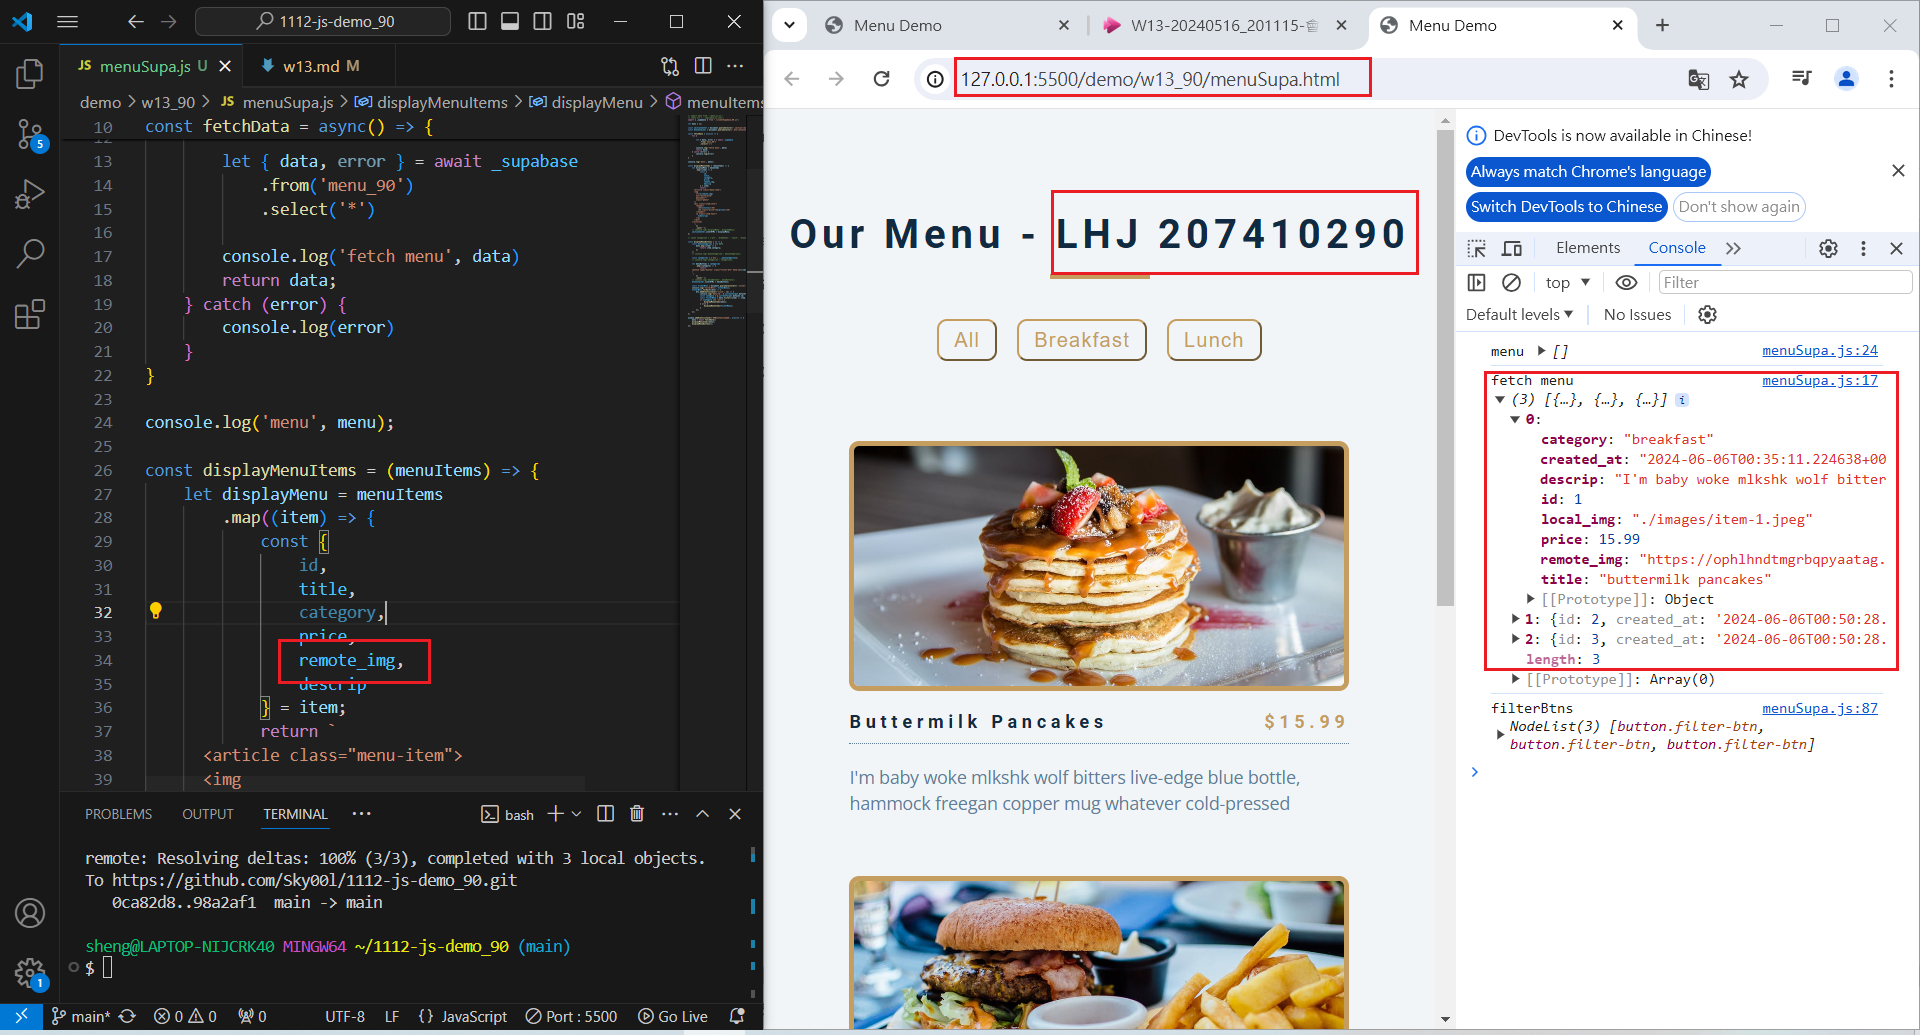 1112-js-demo_90
JS menuSupa.js U
w13.md M
demo > w13_90 > JS menuSupa.js > displayMenuItems > displayMenu > menuItems
10 const fetchData = async() => {
13 let { data, error } = await _supabase
14 .from('menu_90')
15 .select('*')
16
17 console.log('fetch menu', data)
18 return data;
19 } catch (error) {
20 console.log(error)
21 }
22 }
23
24 console.log('menu', menu);
25
26 const displayMenuItems = (menuItems) => {
27 let displayMenu = menuItems
28 .map((item) => {
29 const {
30 id,
31 title,
32 category,
33 price,
34 remote_img,
35 descrip
36 } = item;
37 return `
38 <article class="menu-item">
39 <img
PROBLEMS OUTPUT TERMINAL ···
bash
remote: Resolving deltas: 100% (3/3), completed with 3 local objects.
To https://github.com/Sky00l/1112-js-demo_90.git
0ca82d8..98a2af1 main -> main
sheng@LAPTOP-NIJCRK40 MINGW64 ~/1112-js-demo_90 (main)
$
5
1
main* 0 0 0 UTF-8 LF {} JavaScript Port : 5500 Go Live
Menu Demo
W13-20240516_201115-會
Menu Demo
127.0.0.1:5500/demo/w13_90/menuSupa.html
Our Menu - LHJ 207410290
All Breakfast Lunch
Buttermilk Pancakes $15.99
I'm baby woke mlkshk wolf bitters live-edge blue bottle,
hammock freegan copper mug whatever cold-pressed
DevTools is now available in Chinese!
Always match Chrome's language
Switch DevTools to Chinese Don't show again
Elements Console
top Filter
Default levels No Issues
menu [] menuSupa.js:24
fetch menu menuSupa.js:17
(3) [{…}, {…}, {…}] i
0:
category: "breakfast"
created_at: "2024-06-06T00:35:11.224638+00
descrip: "I'm baby woke mlkshk wolf bitter
id: 1
local_img: "./images/item-1.jpeg"
price: 15.99
remote_img: "https://ophlhndtmgrbqpyaatag.
title: "buttermilk pancakes"
[[Prototype]]: Object
1: {id: 2, created_at: '2024-06-06T00:50:28.
2: {id: 3, created_at: '2024-06-06T00:50:28.
length: 3
[[Prototype]]: Array(0)
filterBtns menuSupa.js:87
NodeList(3) [button.filter-btn,
button.filter-btn, button.filter-btn]